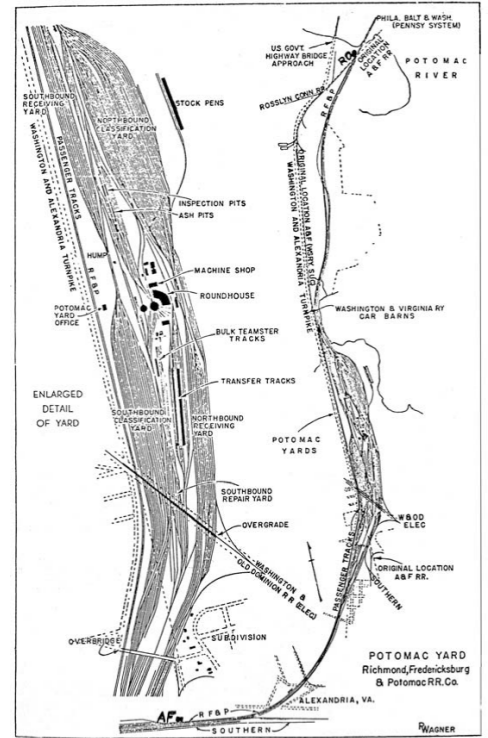 SOUTHBOUND
RECEIVING
YARD
NORTHBOUND
CLASSIFICATION
YARD
STOCK PENS
PASSENGER TRACKS
WASHINGTON AND ALEXANDRIA TURNPIKE
INSPECTION PITS
ASH PITS
HUMP
R F & P
MACHINE SHOP
ROUNDHOUSE
POTOMAC
YARD
OFFICE
BULK TEAMSTER
TRACKS
ENLARGED
DETAIL
OF YARD
TRANSFER TRACKS
SOUTHBOUND
CLASSIFICATION
YARD
NORTHBOUND
RECEIVING
YARD
SOUTHBOUND
REPAIR YARD
OVERGRADE
WASHINGTON &
OLD DOMINION R R (ELEC)
OVERBRIDGE
SUBDIVISION
AF
R F & P
SOUTHERN
PHILA. BALT & WASH.
(PENNSY SYSTEM)
US GOVT.
HIGHWAY BRIDGE
APPROACH
RO
ORIGINAL
LOCATION
A&F RR
POTOMAC
RIVER
ROSSLYN CONN RR
R F & P
ORIGINAL LOCATION A&F
WASHINGTON AND ALEXANDRIA TURNPIKE
WASHINGTON & VIRGINIA RY
CAR BARNS
POTOMAC
YARDS
W&OD
ELEC
PASSENGER TRACKS
SOUTHERN
ORIGINAL LOCATION
A&F RR.
ALEXANDRIA, VA.
POTOMAC YARD
Richmond, Fredericksburg
& Potomac RR. Co.
R WAGNER